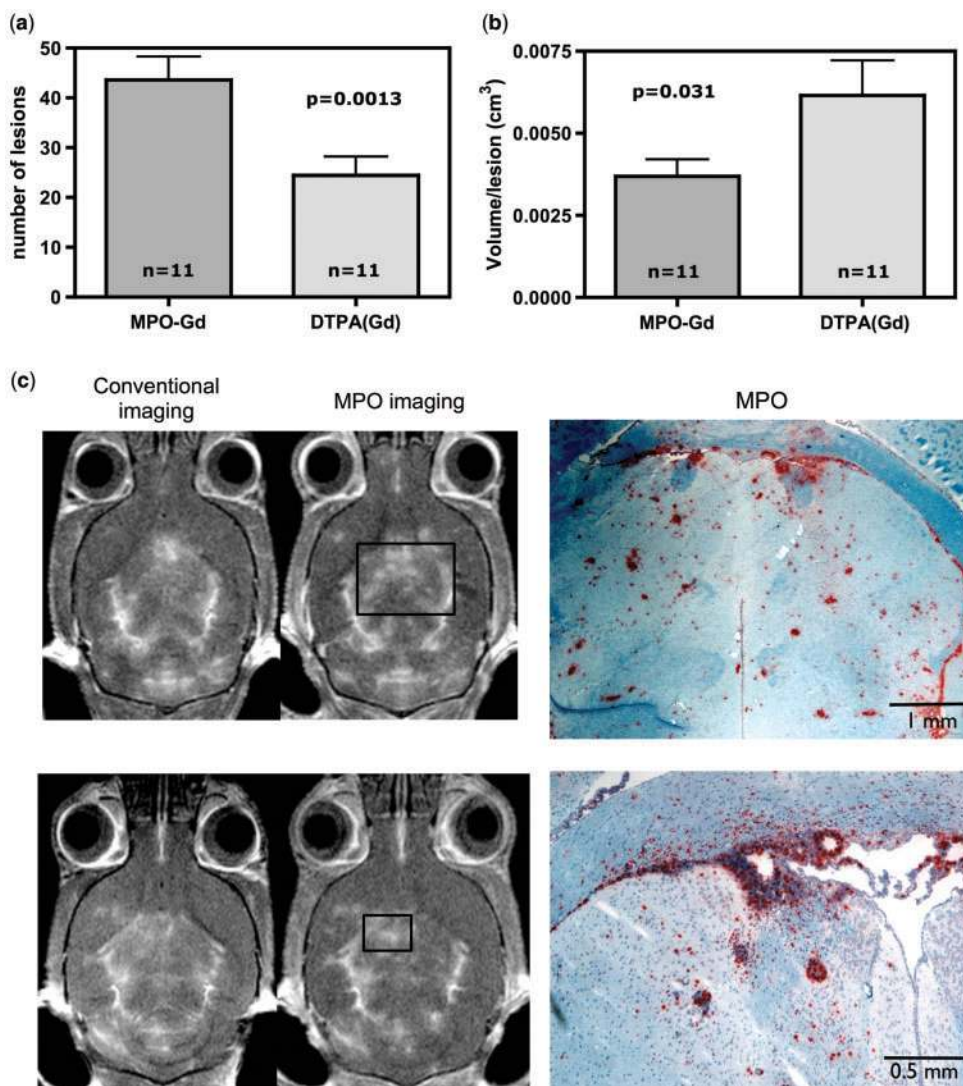 (a)
50
40
30
20
10
0
number of lesions
p=0.0013
n=11
n=11
MPO-Gd
DTPA(Gd)
(b)
0.0075
0.0050
0.0025
0.0000
Volume/lesion (cm³)
p=0.031
n=11
n=11
MPO-Gd
DTPA(Gd)
(c)
Conventional
imaging
MPO imaging
MPO
1 mm
0.5 mm